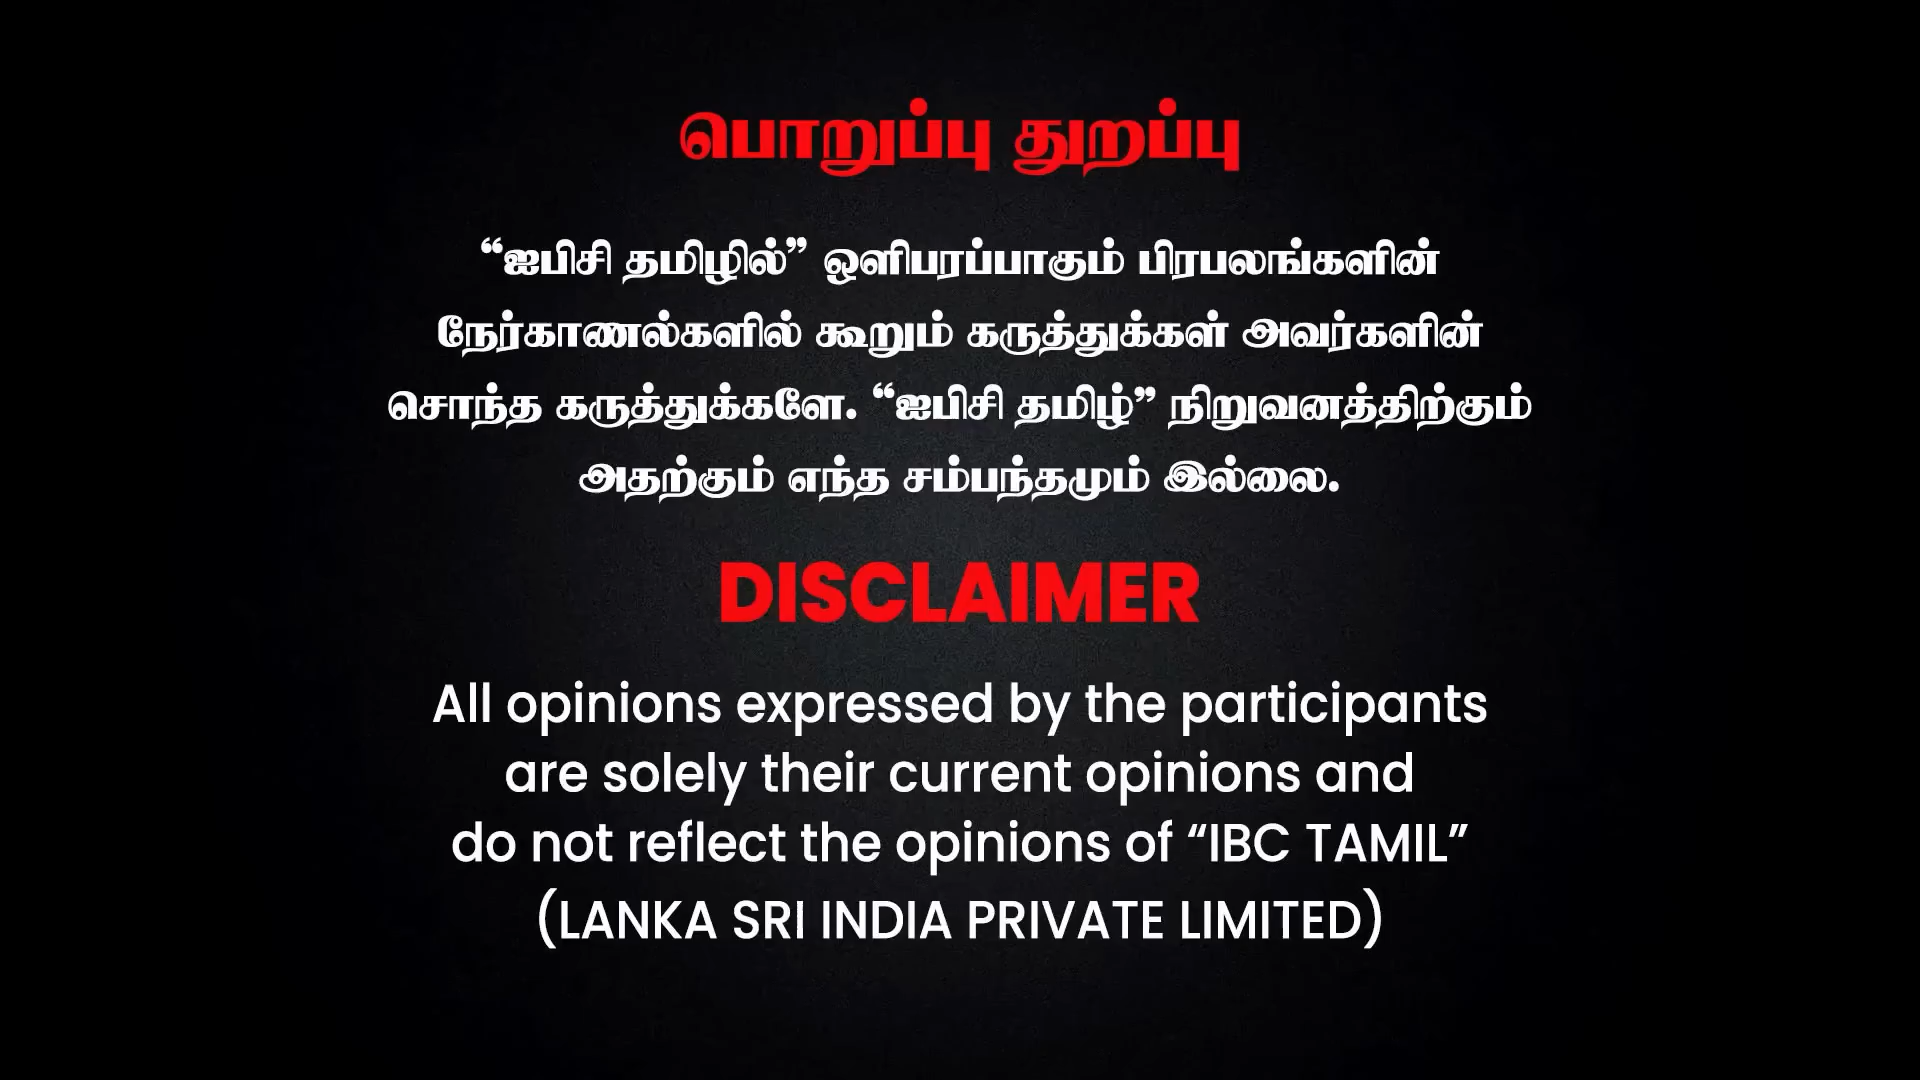 பொறுப்பு துறப்பு
“ஐபிசி தமிழில்” ஒளிபரப்பாகும் பிரபலங்களின்
நேர்காணல்களில் கூறும் கருத்துக்கள் அவர்களின்
சொந்த கருத்துக்களே. “ஐபிசி தமிழ்” நிறுவனத்திற்கும்
அதற்கும் எந்த சம்பந்தமும் இல்லை.
DISCLAIMER
All opinions expressed by the participants
are solely their current opinions and
do not reflect the opinions of “IBC TAMIL”
(LANKA SRI INDIA PRIVATE LIMITED)